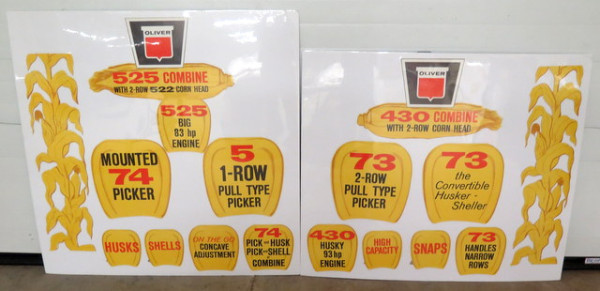 OLIVER
525 COMBINE
WITH 2-ROW 522 CORN HEAD
525
BIG
83 hp
ENGINE
MOUNTED
74
PICKER
5
1-ROW
PULL TYPE
PICKER
HUSKS
SHELLS
ON THE GO
CONCAVE
ADJUSTMENT
74
PICK-HUSK
PICK-SHELL
or
COMBINE
OLIVER
430 COMBINE
WITH 2-ROW CORN HEAD
73
2-ROW
PULL TYPE
PICKER
73
the
Convertible
Husker-
Sheller
430
HUSKY
93 hp
ENGINE
HIGH
CAPACITY
SNAPS
73
HANDLES
NARROW
ROWS